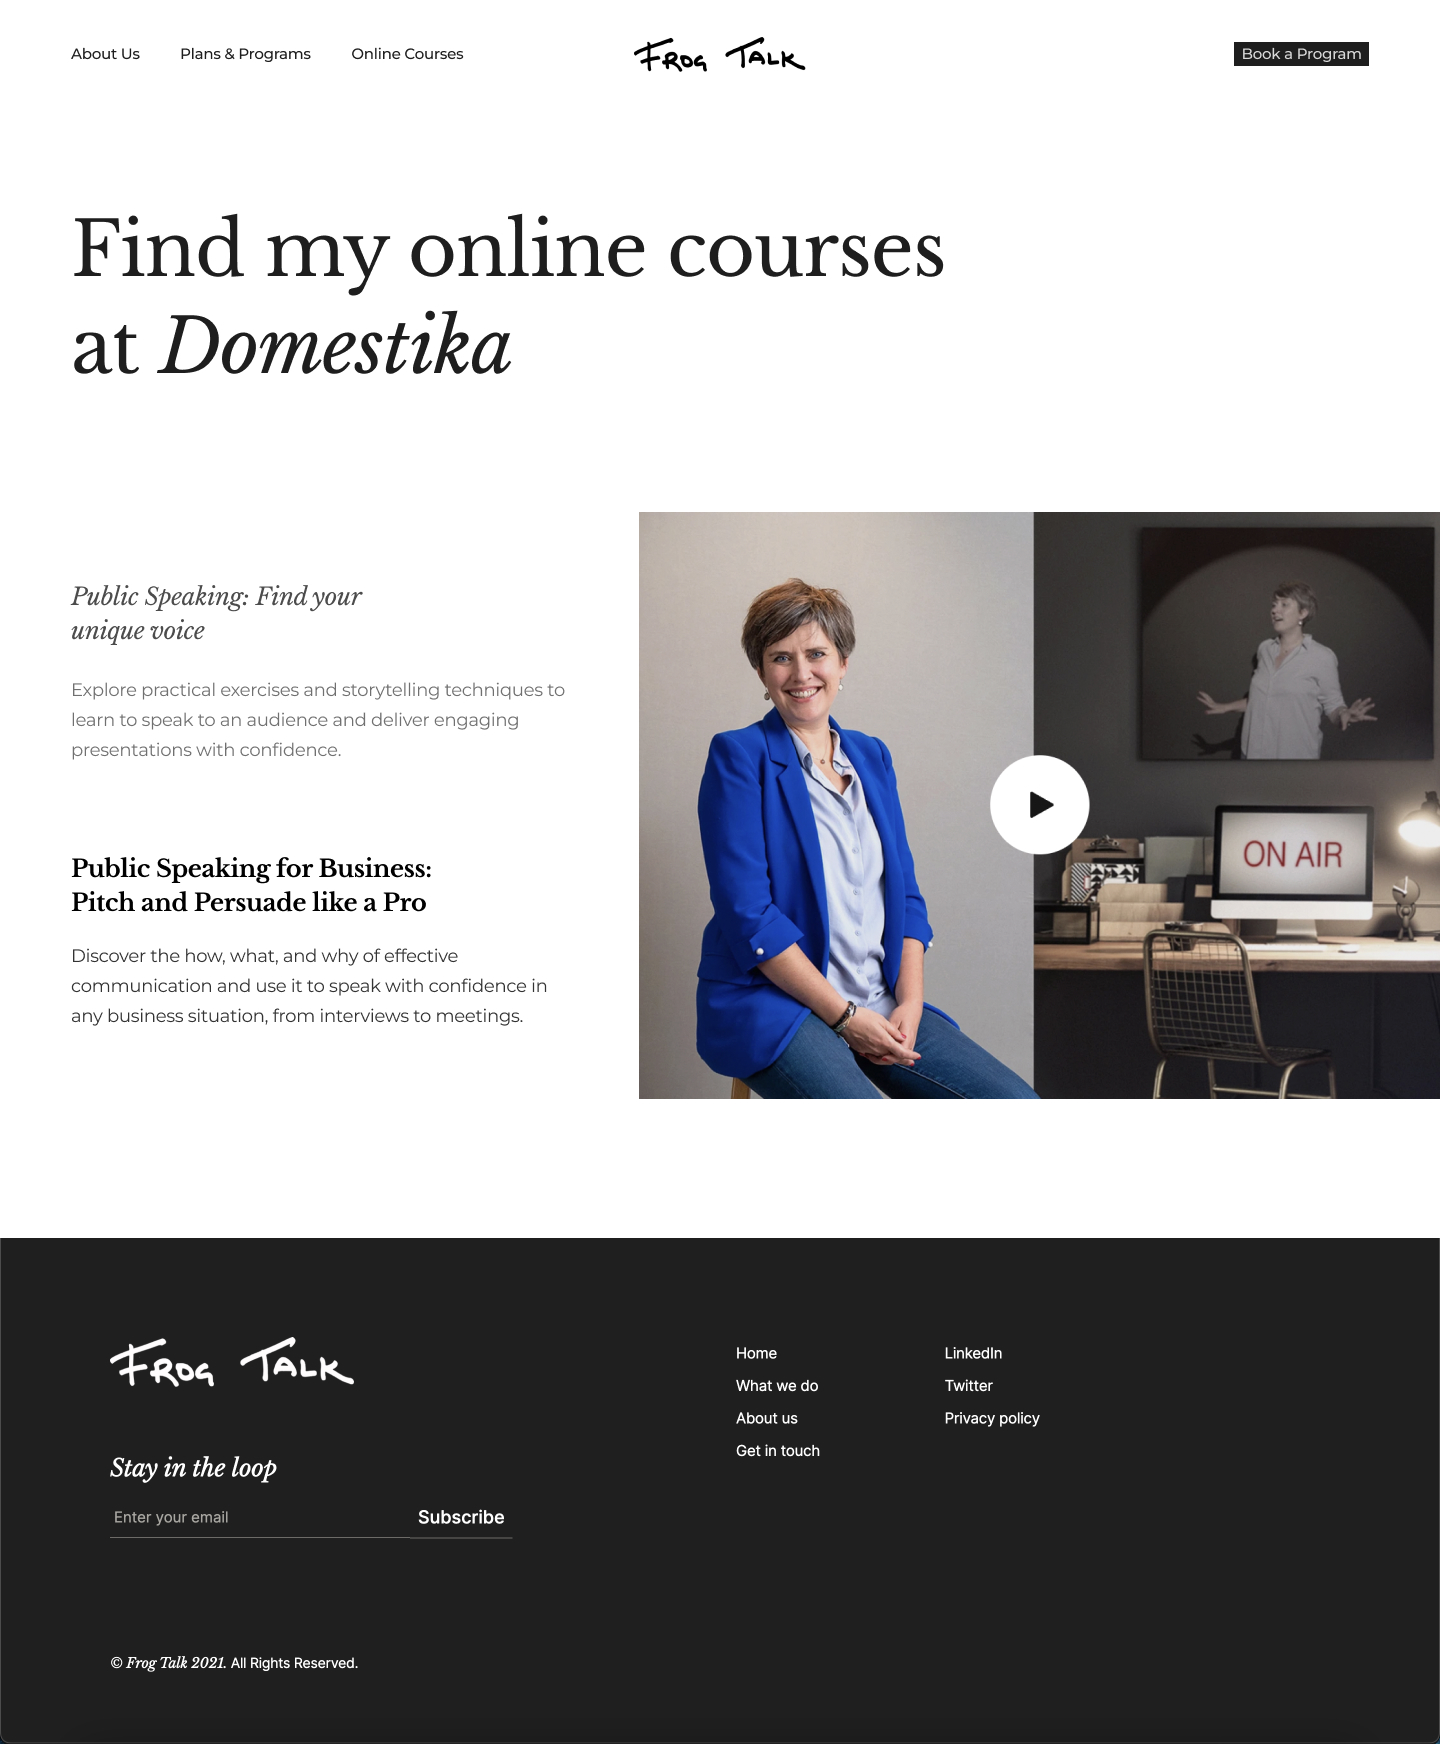 About Us
Plans & Programs
Online Courses
Frog Talk
Book a Program
Find my online courses
at Domestika
Public Speaking: Find your
unique voice
Explore practical exercises and storytelling techniques to
learn to speak to an audience and deliver engaging
presentations with confidence.
Public Speaking for Business:
Pitch and Persuade like a Pro
Discover the how, what, and why of effective
communication and use it to speak with confidence in
any business situation, from interviews to meetings.
ON AIR
Frog Talk
Stay in the loop
Enter your email
Subscribe
Home
What we do
About us
Get in touch
LinkedIn
Twitter
Privacy policy
© Frog Talk 2021. All Rights Reserved.